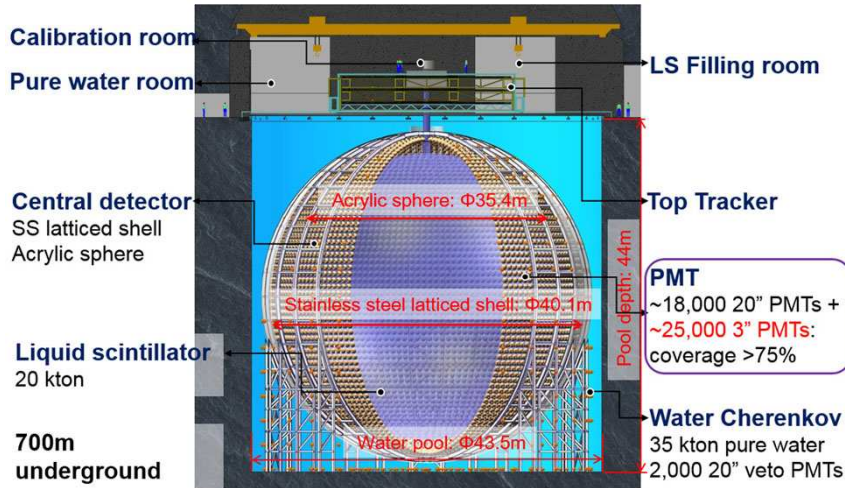 Calibration room
Pure water room
LS Filling room
Central detector
SS latticed shell
Acrylic sphere
Acrylic sphere: Φ35.4m
Top Tracker
Pool depth: 44m
PMT
~18,000 20” PMTs +
~25,000 3” PMTs:
coverage >75%
Stainless steel latticed shell: Φ40.1m
Liquid scintillator
20 kton
Water Cherenkov
35 kton pure water
2,000 20” veto PMTs
Water pool: Φ43.5m
700m
underground